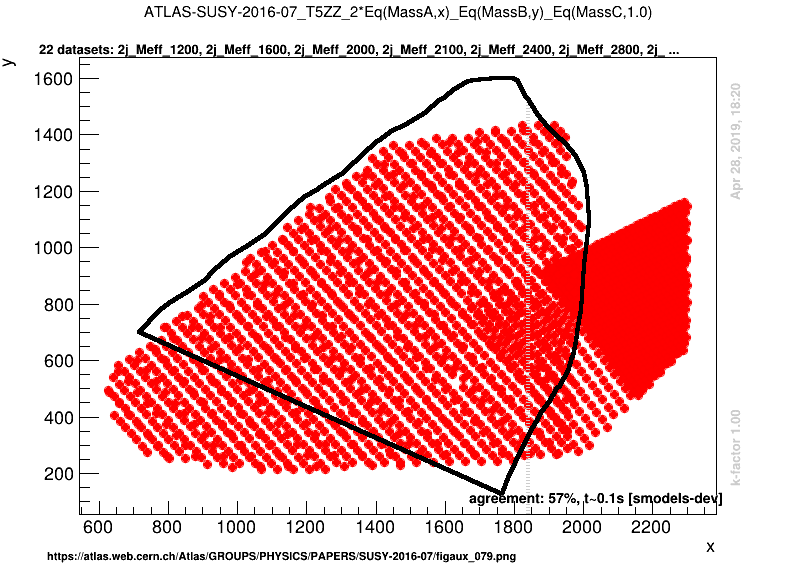 ATLAS-SUSY-2016-07_T5ZZ_2*Eq(MassA,x)_Eq(MassB,y)_Eq(MassC,1.0)
22 datasets: 2j_Meff_1200, 2j_Meff_1600, 2j_Meff_2000, 2j_Meff_2100, 2j_Meff_2400, 2j_Meff_2800, 2j_ ...
y
1600
1400
1200
1000
800
600
400
200
Apr 28, 2019, 18:20
k-factor 1.00
agreement: 57%, t~0.1s [smodels-dev]
600 800 1000 1200 1400 1600 1800 2000 2200
x
https://atlas.web.cern.ch/Atlas/GROUPS/PHYSICS/PAPERS/SUSY-2016-07/figaux_079.png